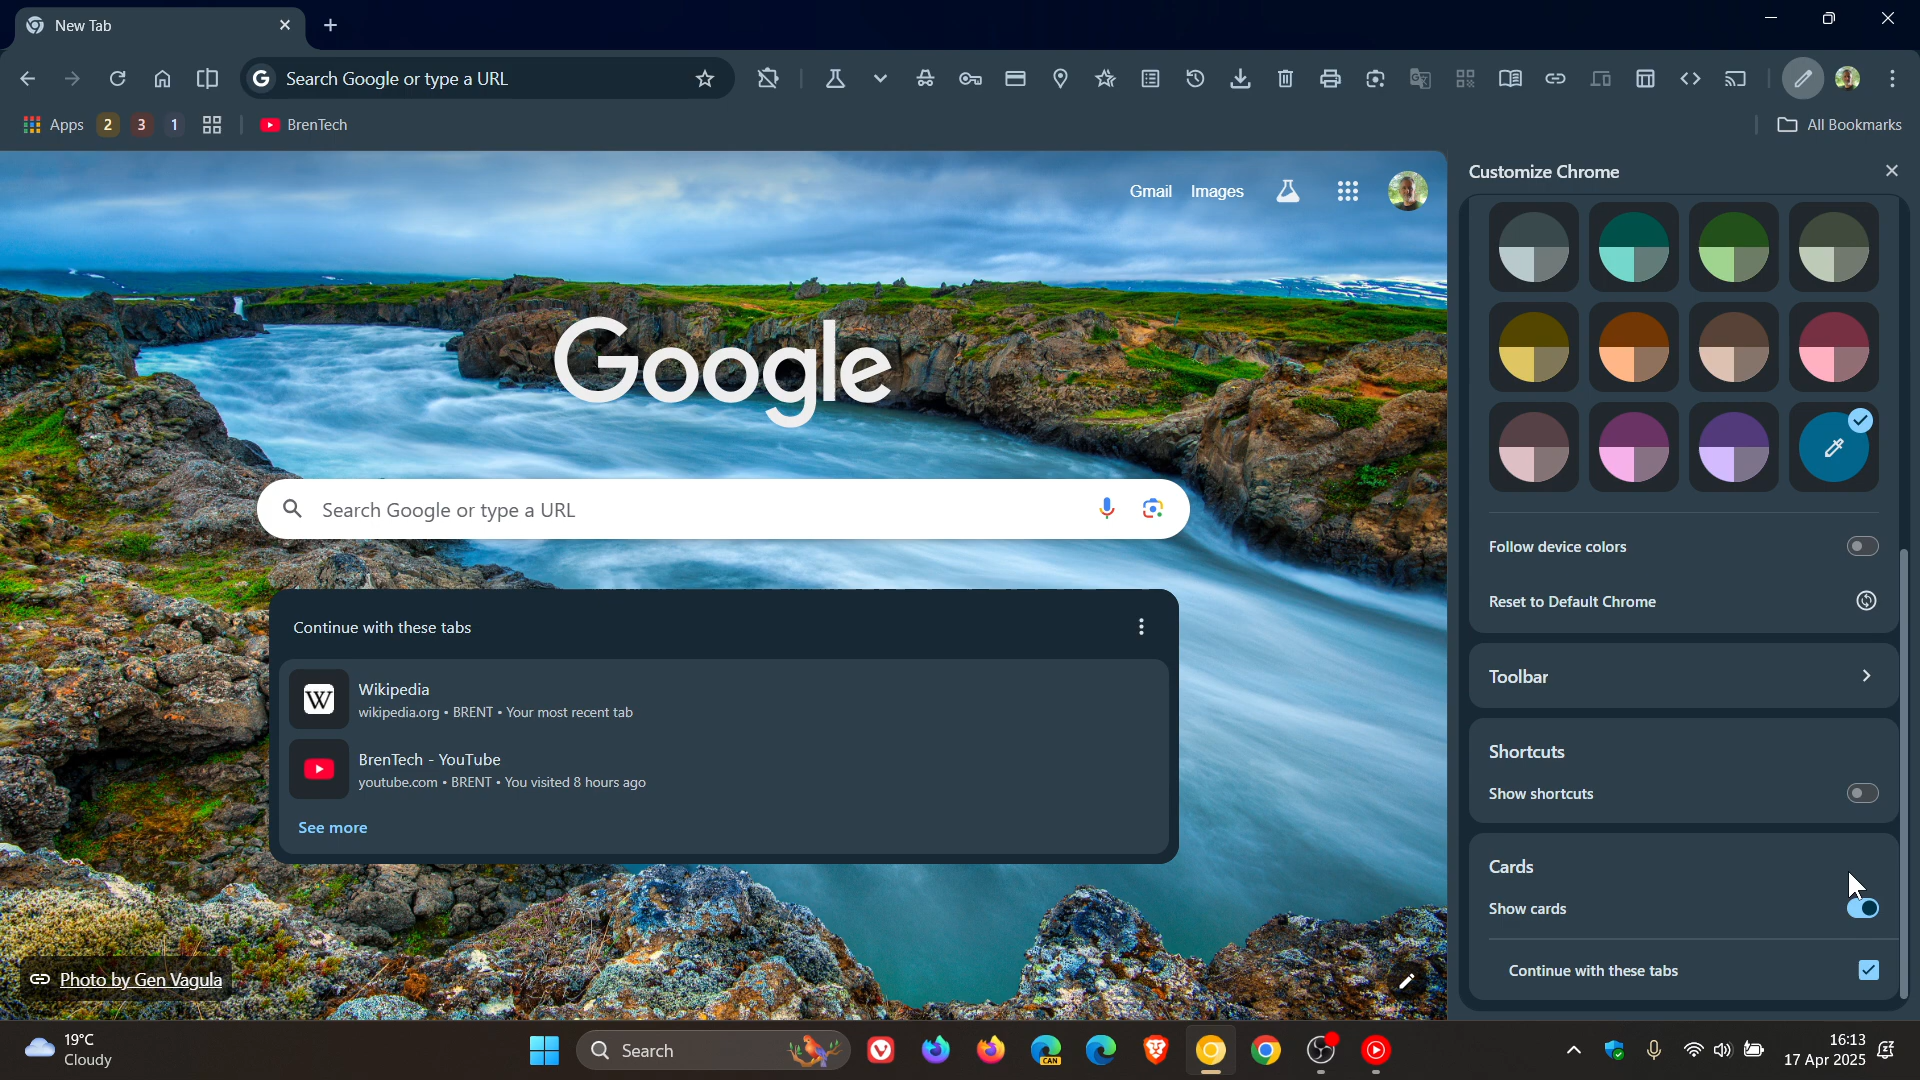 New Tab
Search Google or type a URL
Apps 2 3 1 BrenTech All Bookmarks
Gmail Images
Customize Chrome
Google
Search Google or type a URL
Continue with these tabs
Wikipedia
wikipedia.org • BRENT • Your most recent tab
BrenTech - YouTube
youtube.com • BRENT • You visited 8 hours ago
See more
Photo by Gen Vagula
Follow device colors
Reset to Default Chrome
Toolbar
Shortcuts
Show shortcuts
Cards
Show cards
Continue with these tabs
19°C
Cloudy
Search
CAN
16:13
17 Apr 2025